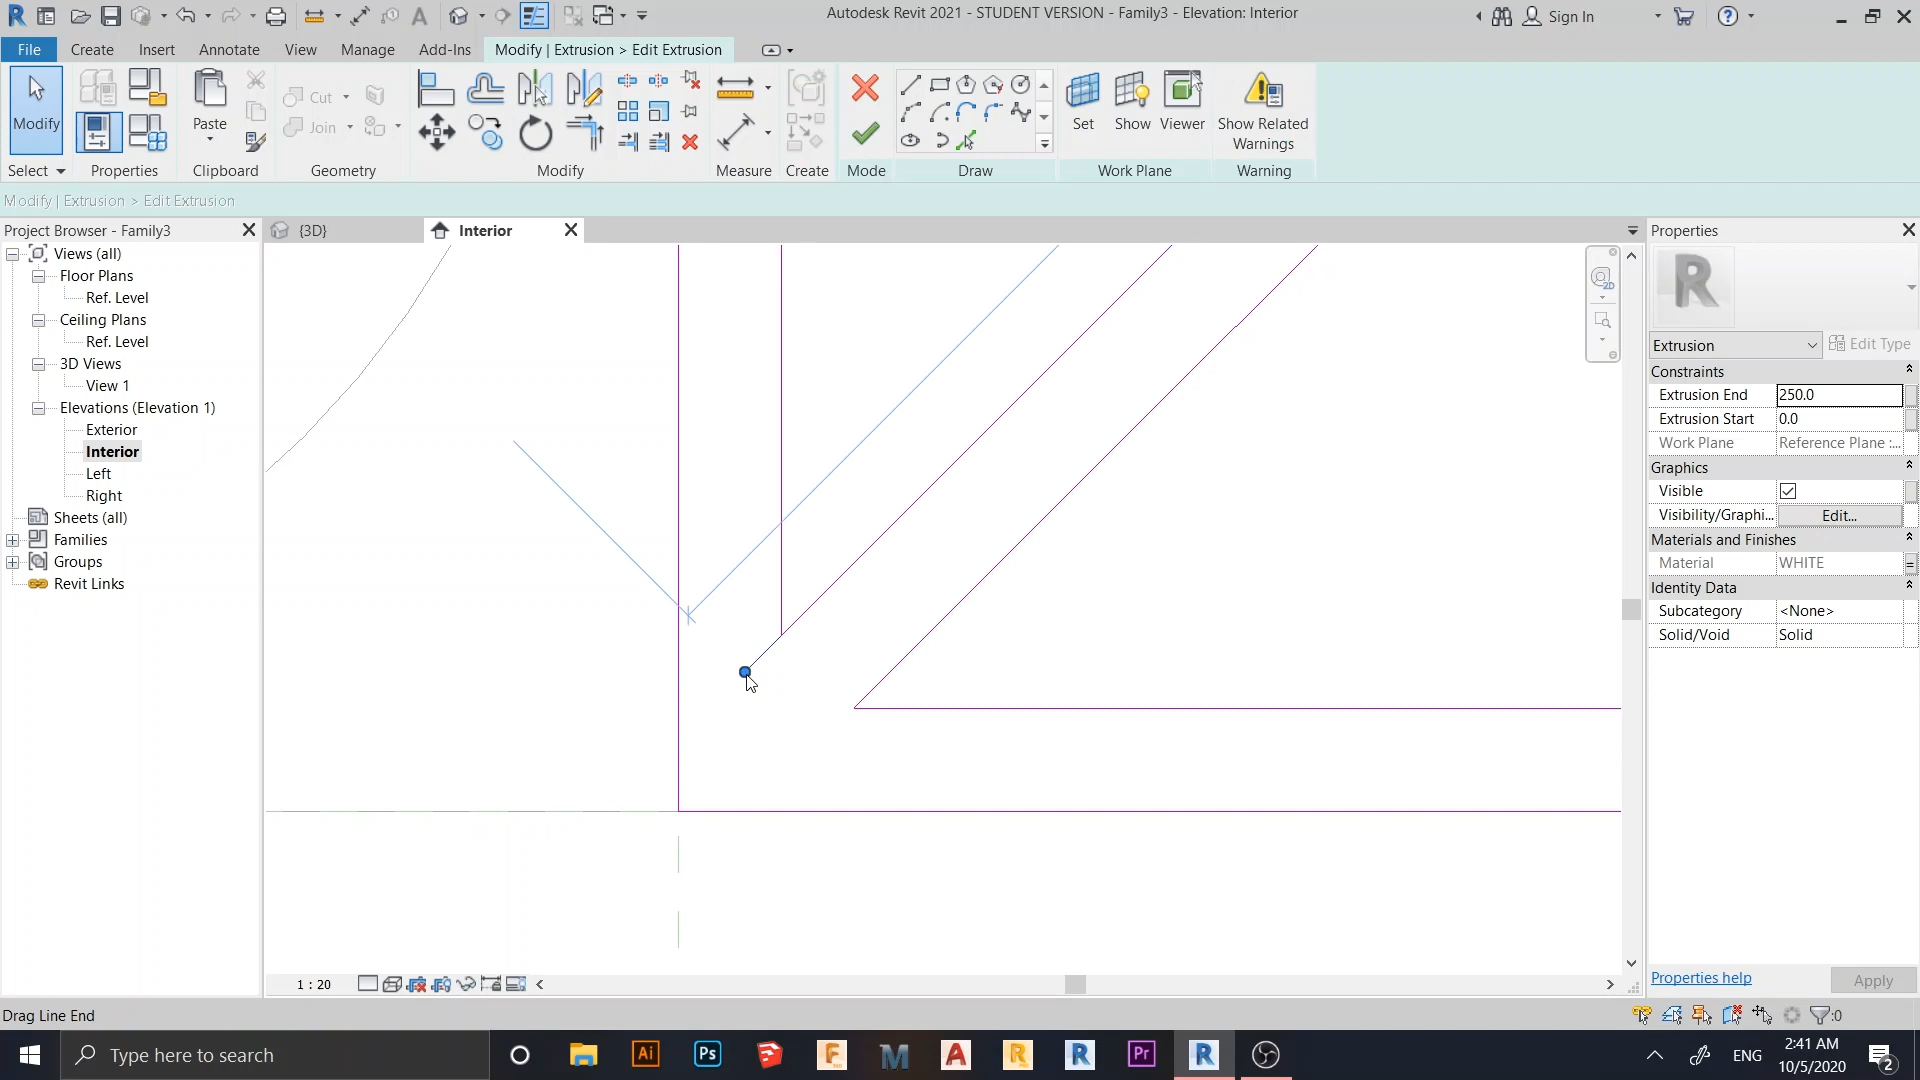 Autodesk Revit 2021 - STUDENT VERSION - Family3 - Elevation: Interior
Sign In
File Create Insert Annotate View Manage Add-Ins Modify | Extrusion > Edit Extrusion
Modify
Paste
Cut
Join
Set Show Viewer Show Related Warnings
Select Properties Clipboard Geometry Modify Measure Create Mode Draw Work Plane Warning
Modify | Extrusion > Edit Extrusion
Project Browser - Family3
{3D}
Interior
Properties
Views (all)
Floor Plans
Ref. Level
Ceiling Plans
Ref. Level
3D Views
View 1
Elevations (Elevation 1)
Exterior
Interior
Left
Right
Sheets (all)
Families
Groups
Revit Links
2D
R
Extrusion
Edit Type
Constraints
Extrusion End 250.0
Extrusion Start 0.0
Work Plane Reference Plane :...
Graphics
Visible
Visibility/Graphi... Edit...
Materials and Finishes
Material WHITE =
Identity Data
Subcategory <None>
Solid/Void Solid
1 : 20
Properties help
Apply
Drag Line End
:0
Type here to search
Ai
Ps
F
M
A
R
R
Pr
R
ENG
2:41 AM
10/5/2020
2